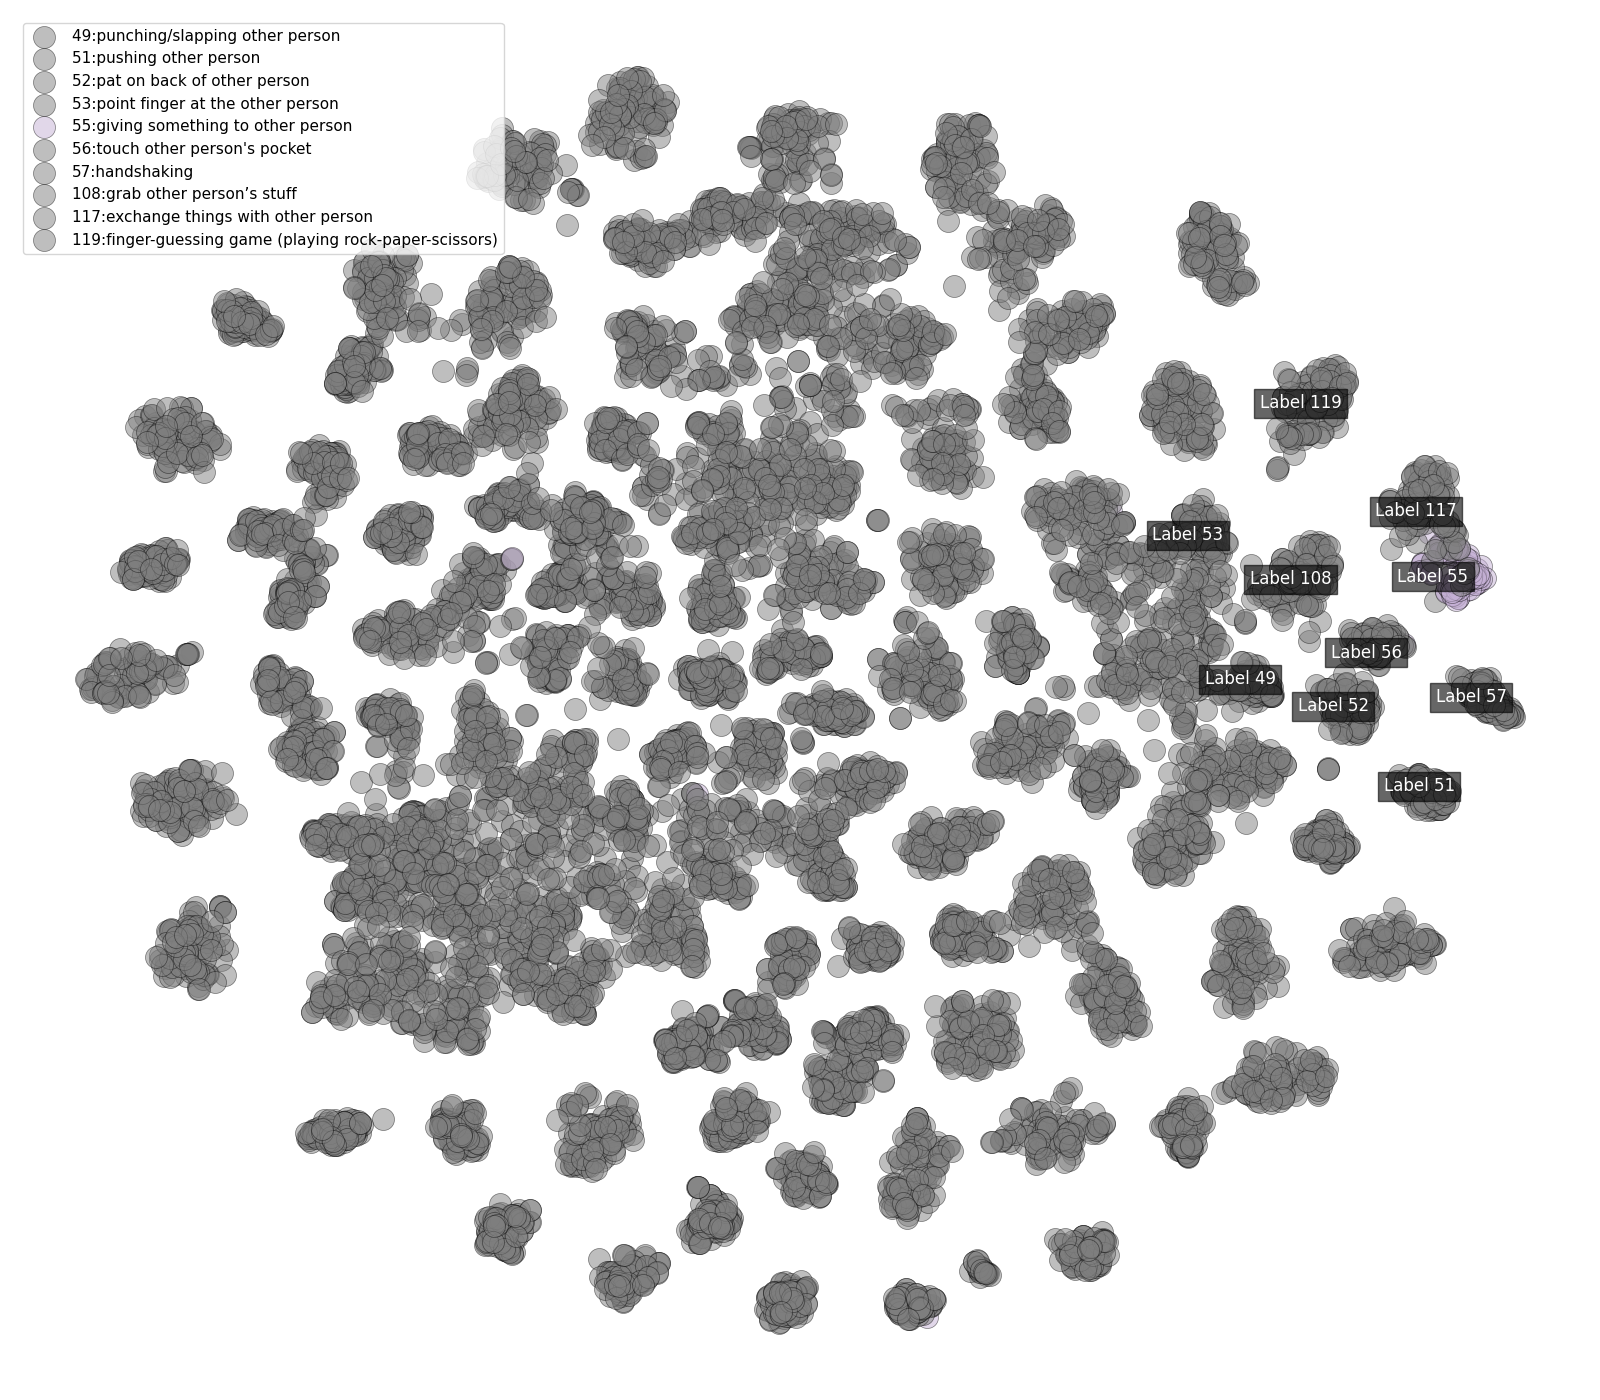 49:punching/slapping other person
51:pushing other person
52:pat on back of other person
53:point finger at the other person
55:giving something to other person
56:touch other person's pocket
57:handshaking
108:grab other person’s stuff
117:exchange things with other person
119:finger-guessing game (playing rock-paper-scissors)
Label 119
Label 117
Label 53
Label 108
Label 55
Label 56
Label 49
Label 52
Label 57
Label 51